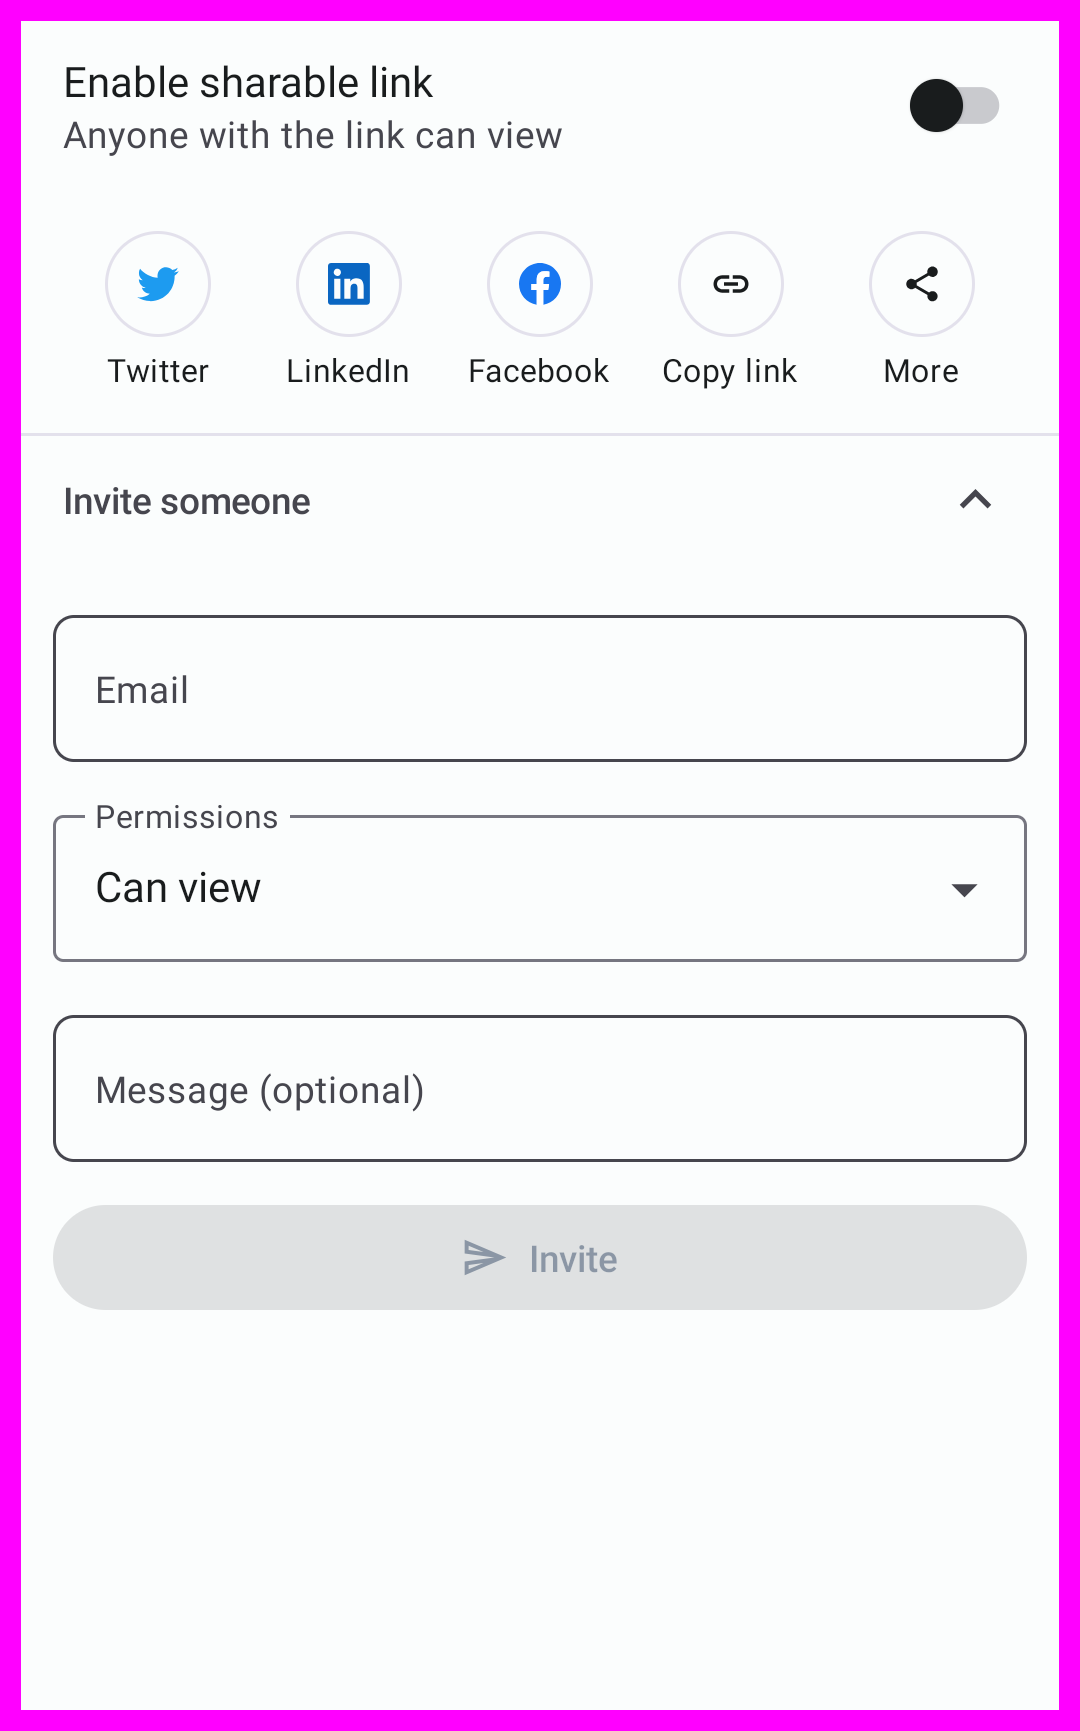 Enable sharable link
Anyone with the link can view
Twitter LinkedIn Facebook Copy link More
Invite someone
Email
Permissions
Can view
Message (optional)
Invite